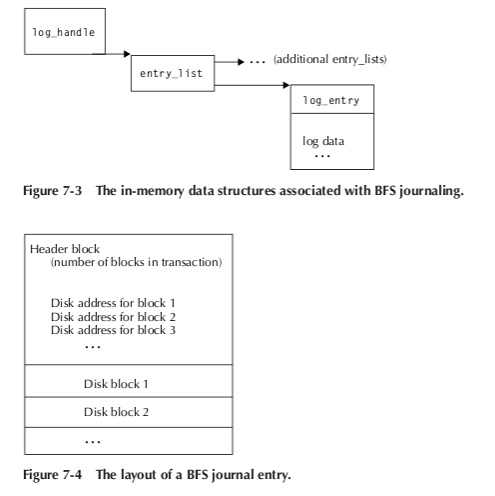 log_handle
entry_list
... (additional entry_lists)
log_entry
log data
...
Figure 7-3 The in-memory data structures associated with BFS journaling.
Header block
(number of blocks in transaction)
Disk address for block 1
Disk address for block 2
Disk address for block 3
...
Disk block 1
Disk block 2
...
Figure 7-4 The layout of a BFS journal entry.